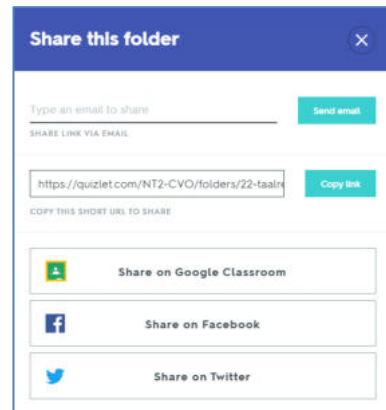 Share this folder
Type an email to share
Send email
SHARE LINK VIA EMAIL
https://quizlet.com/NT2-CVO/folders/22-taalre
Copy link
COPY THIS SHORT URL TO SHARE
Share on Google Classroom
Share on Facebook
Share on Twitter